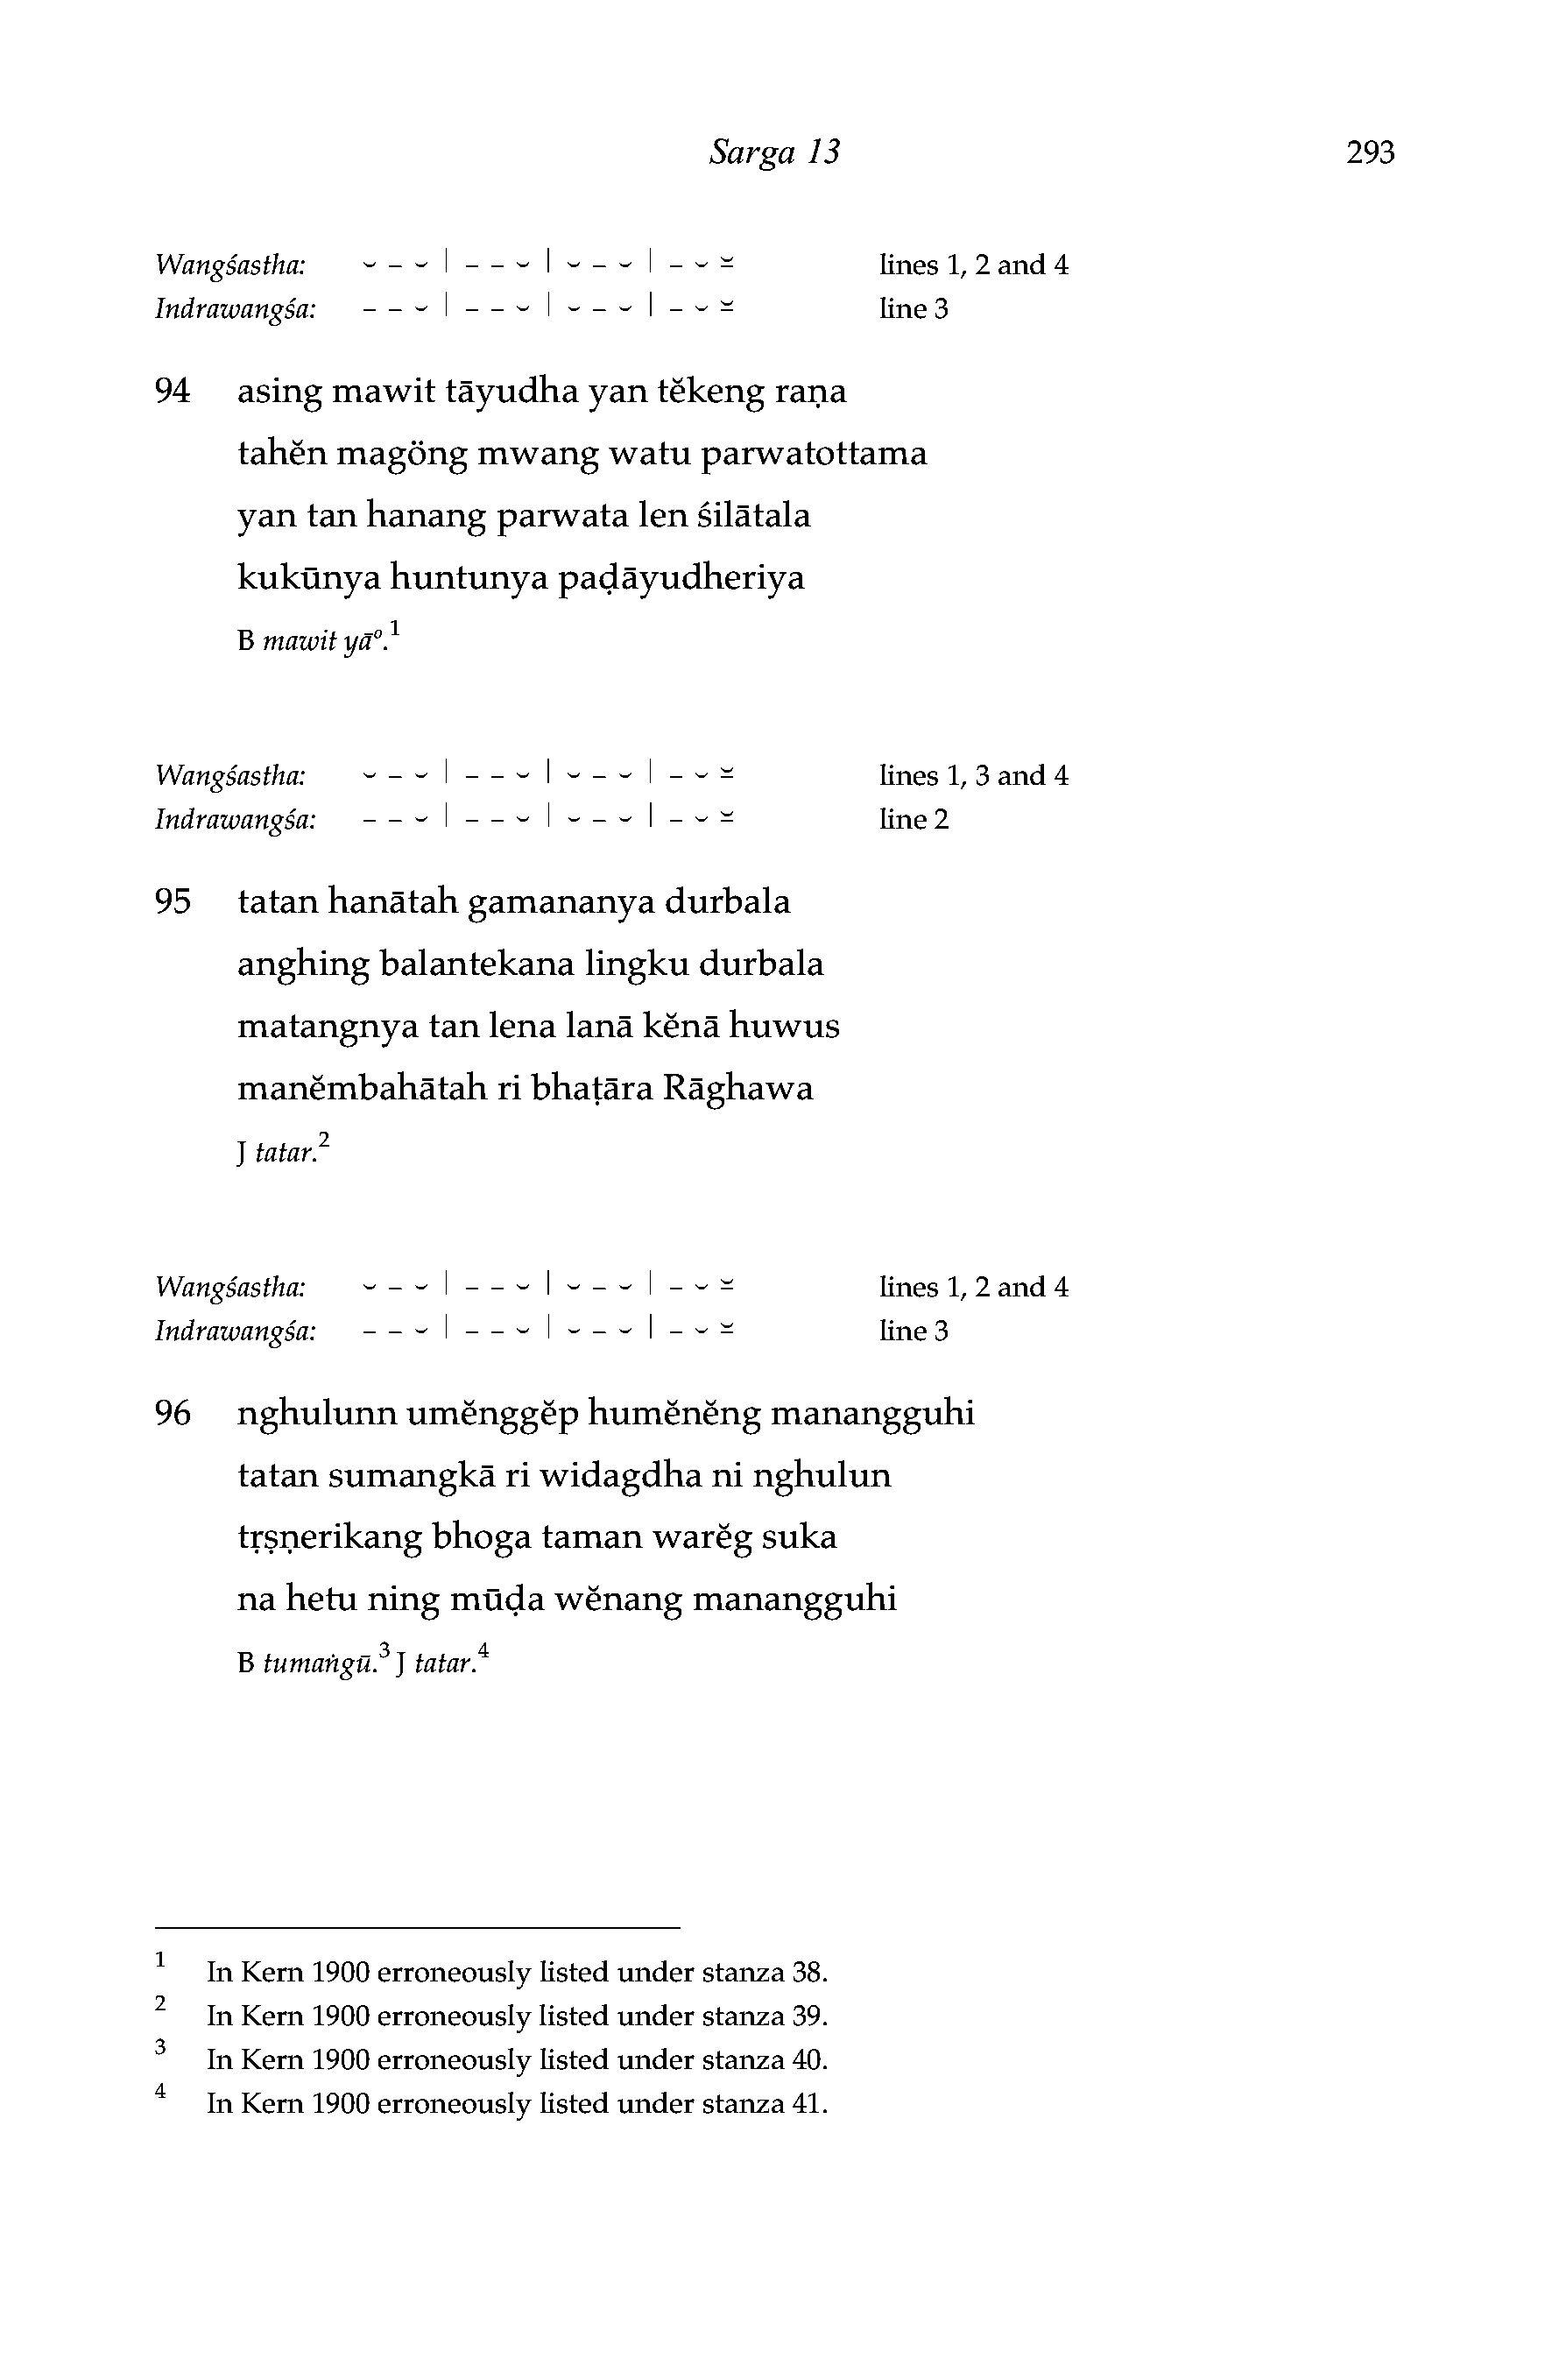 Sarga 13 293
Wangśastha: ⏑ – ⏑ | – – ⏑ | ⏑ – ⏑ | – ⏑ ⏓ lines 1, 2 and 4
Indrawangśa: – – ⏑ | – – ⏑ | ⏑ – ⏑ | – ⏑ ⏓ line 3
94 asing mawit tāyudha yan tĕkeng raṇa
tahĕn magöng mwang watu parwatottama
yan tan hanang parwata len śilātala
kukūnya huntunya paḍāyudheriya
B mawit yā°.¹
Wangśastha: ⏑ – ⏑ | – – ⏑ | ⏑ – ⏑ | – ⏑ ⏓ lines 1, 3 and 4
Indrawangśa: – – ⏑ | – – ⏑ | ⏑ – ⏑ | – ⏑ ⏓ line 2
95 tatan hanātah gamananya durbala
anghing balantekana lingku durbala
matangnya tan lena lanā kĕnā huwus
manĕmbahātah ri bhaṭāra Rāghawa
J tatar.²
Wangśastha: ⏑ – ⏑ | – – ⏑ | ⏑ – ⏑ | – ⏑ ⏓ lines 1, 2 and 4
Indrawangśa: – – ⏑ | – – ⏑ | ⏑ – ⏑ | – ⏑ ⏓ line 3
96 nghulunn umĕnggĕp humĕnĕng manangguhi
tatan sumangkā ri widagdha ni nghulun
tṛṣṇerikang bhoga taman warĕg suka
na hetu ning mūḍa wĕnang manangguhi
B tumaṅgū.³ J tatar.⁴
¹ In Kern 1900 erroneously listed under stanza 38.
² In Kern 1900 erroneously listed under stanza 39.
³ In Kern 1900 erroneously listed under stanza 40.
⁴ In Kern 1900 erroneously listed under stanza 41.